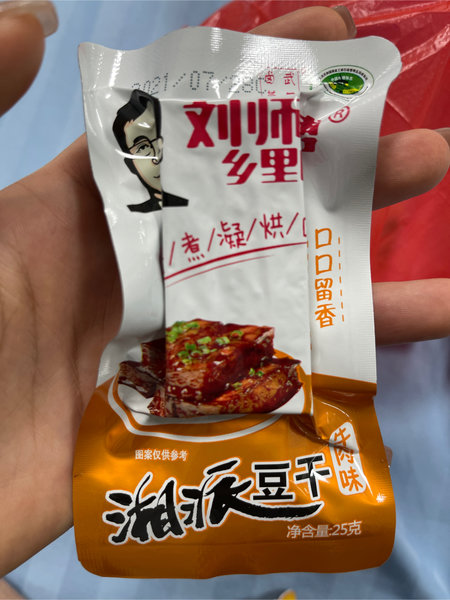 2021/07/28
刘师
®
乡里
煮/凝/烘/
口口留香
图案仅供参考
湘派豆干
牛肉味
净含量:25克